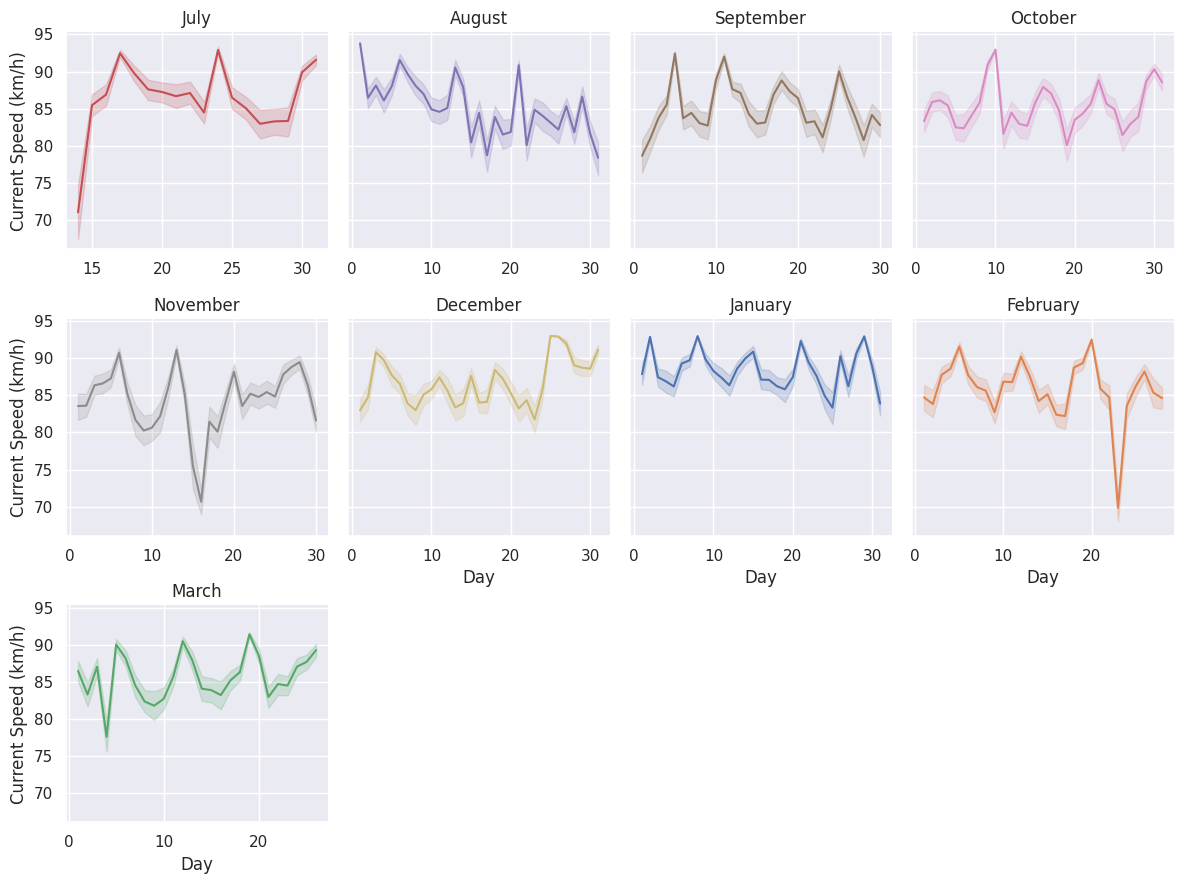 July August September October
Current Speed (km/h)
95
90
85
80
75
70
15 20 25 30
0 10 20 30
0 10 20 30
0 10 20 30
November December January February
Current Speed (km/h)
95
90
85
80
75
70
0 10 20 30
0 10 20 30
0 10 20 30
0 10 20
Day Day Day
March
Current Speed (km/h)
95
90
85
80
75
70
0 10 20
Day